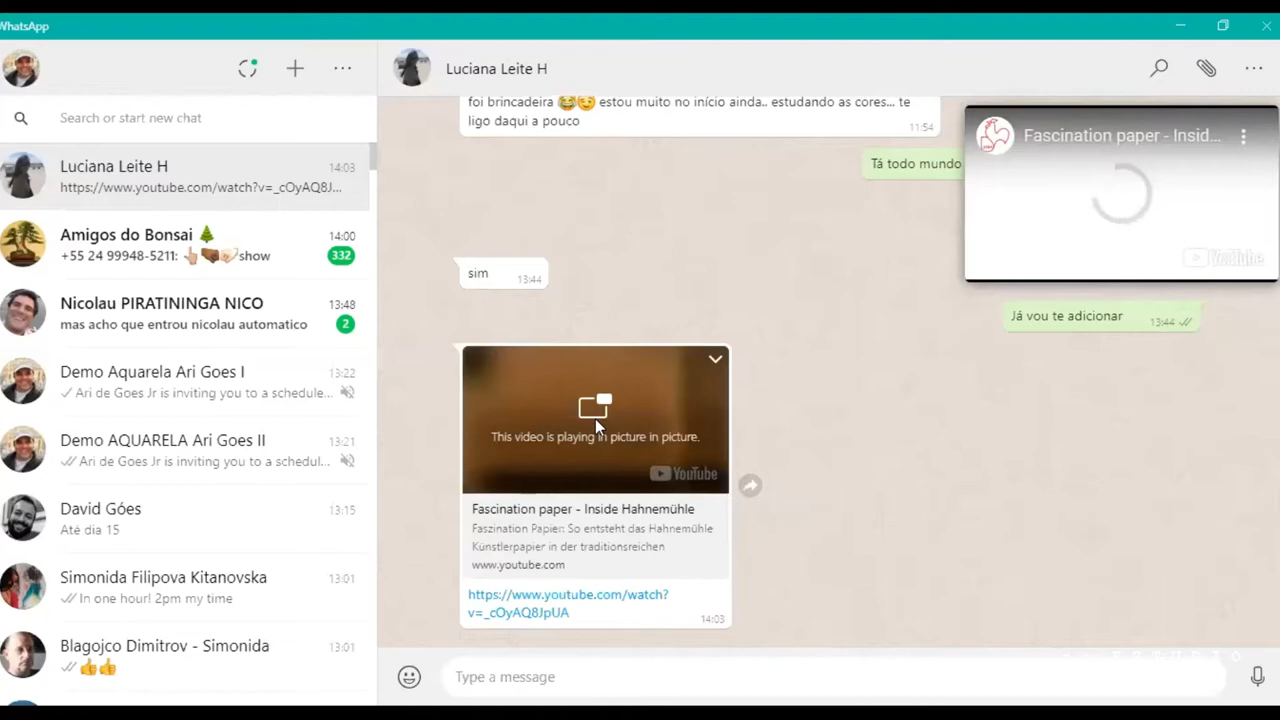 WhatsApp
Search or start new chat
Luciana Leite H
14:03
https://www.youtube.com/watch?v=_cOyAQ8J...
Amigos do Bonsai 🌲
14:00
+55 24 99948-5211: 👆🏼🤝🏾🤝🏻show
332
Nicolau PIRATININGA NICO
13:48
mas acho que entrou nicolau automatico
2
Demo Aquarela Ari Goes I
13:22
Ari de Goes Jr is inviting you to a schedule...
Demo AQUARELA Ari Goes II
13:21
Ari de Goes Jr is inviting you to a schedul...
David Góes
13:15
Até dia 15
Simonida Filipova Kitanovska
13:01
In one hour! 2pm my time
Blagojco Dimitrov - Simonida
13:01
👍👍
Luciana Leite H
foi brincadeira 😂😉 estou muito no início ainda.. estudando as cores... te
ligo daqui a pouco
11:54
Tá todo mundo
Fascination paper - Insid...
YouTube
sim
13:44
Já vou te adicionar
13:44
This video is playing in picture in picture.
YouTube
Fascination paper - Inside Hahnemühle
Faszination Papier: So entsteht das Hahnemühle
Künstlerpapier in der traditionsreichen
www.youtube.com
https://www.youtube.com/watch?
v=_cOyAQ8JpUA
14:03
Type a message